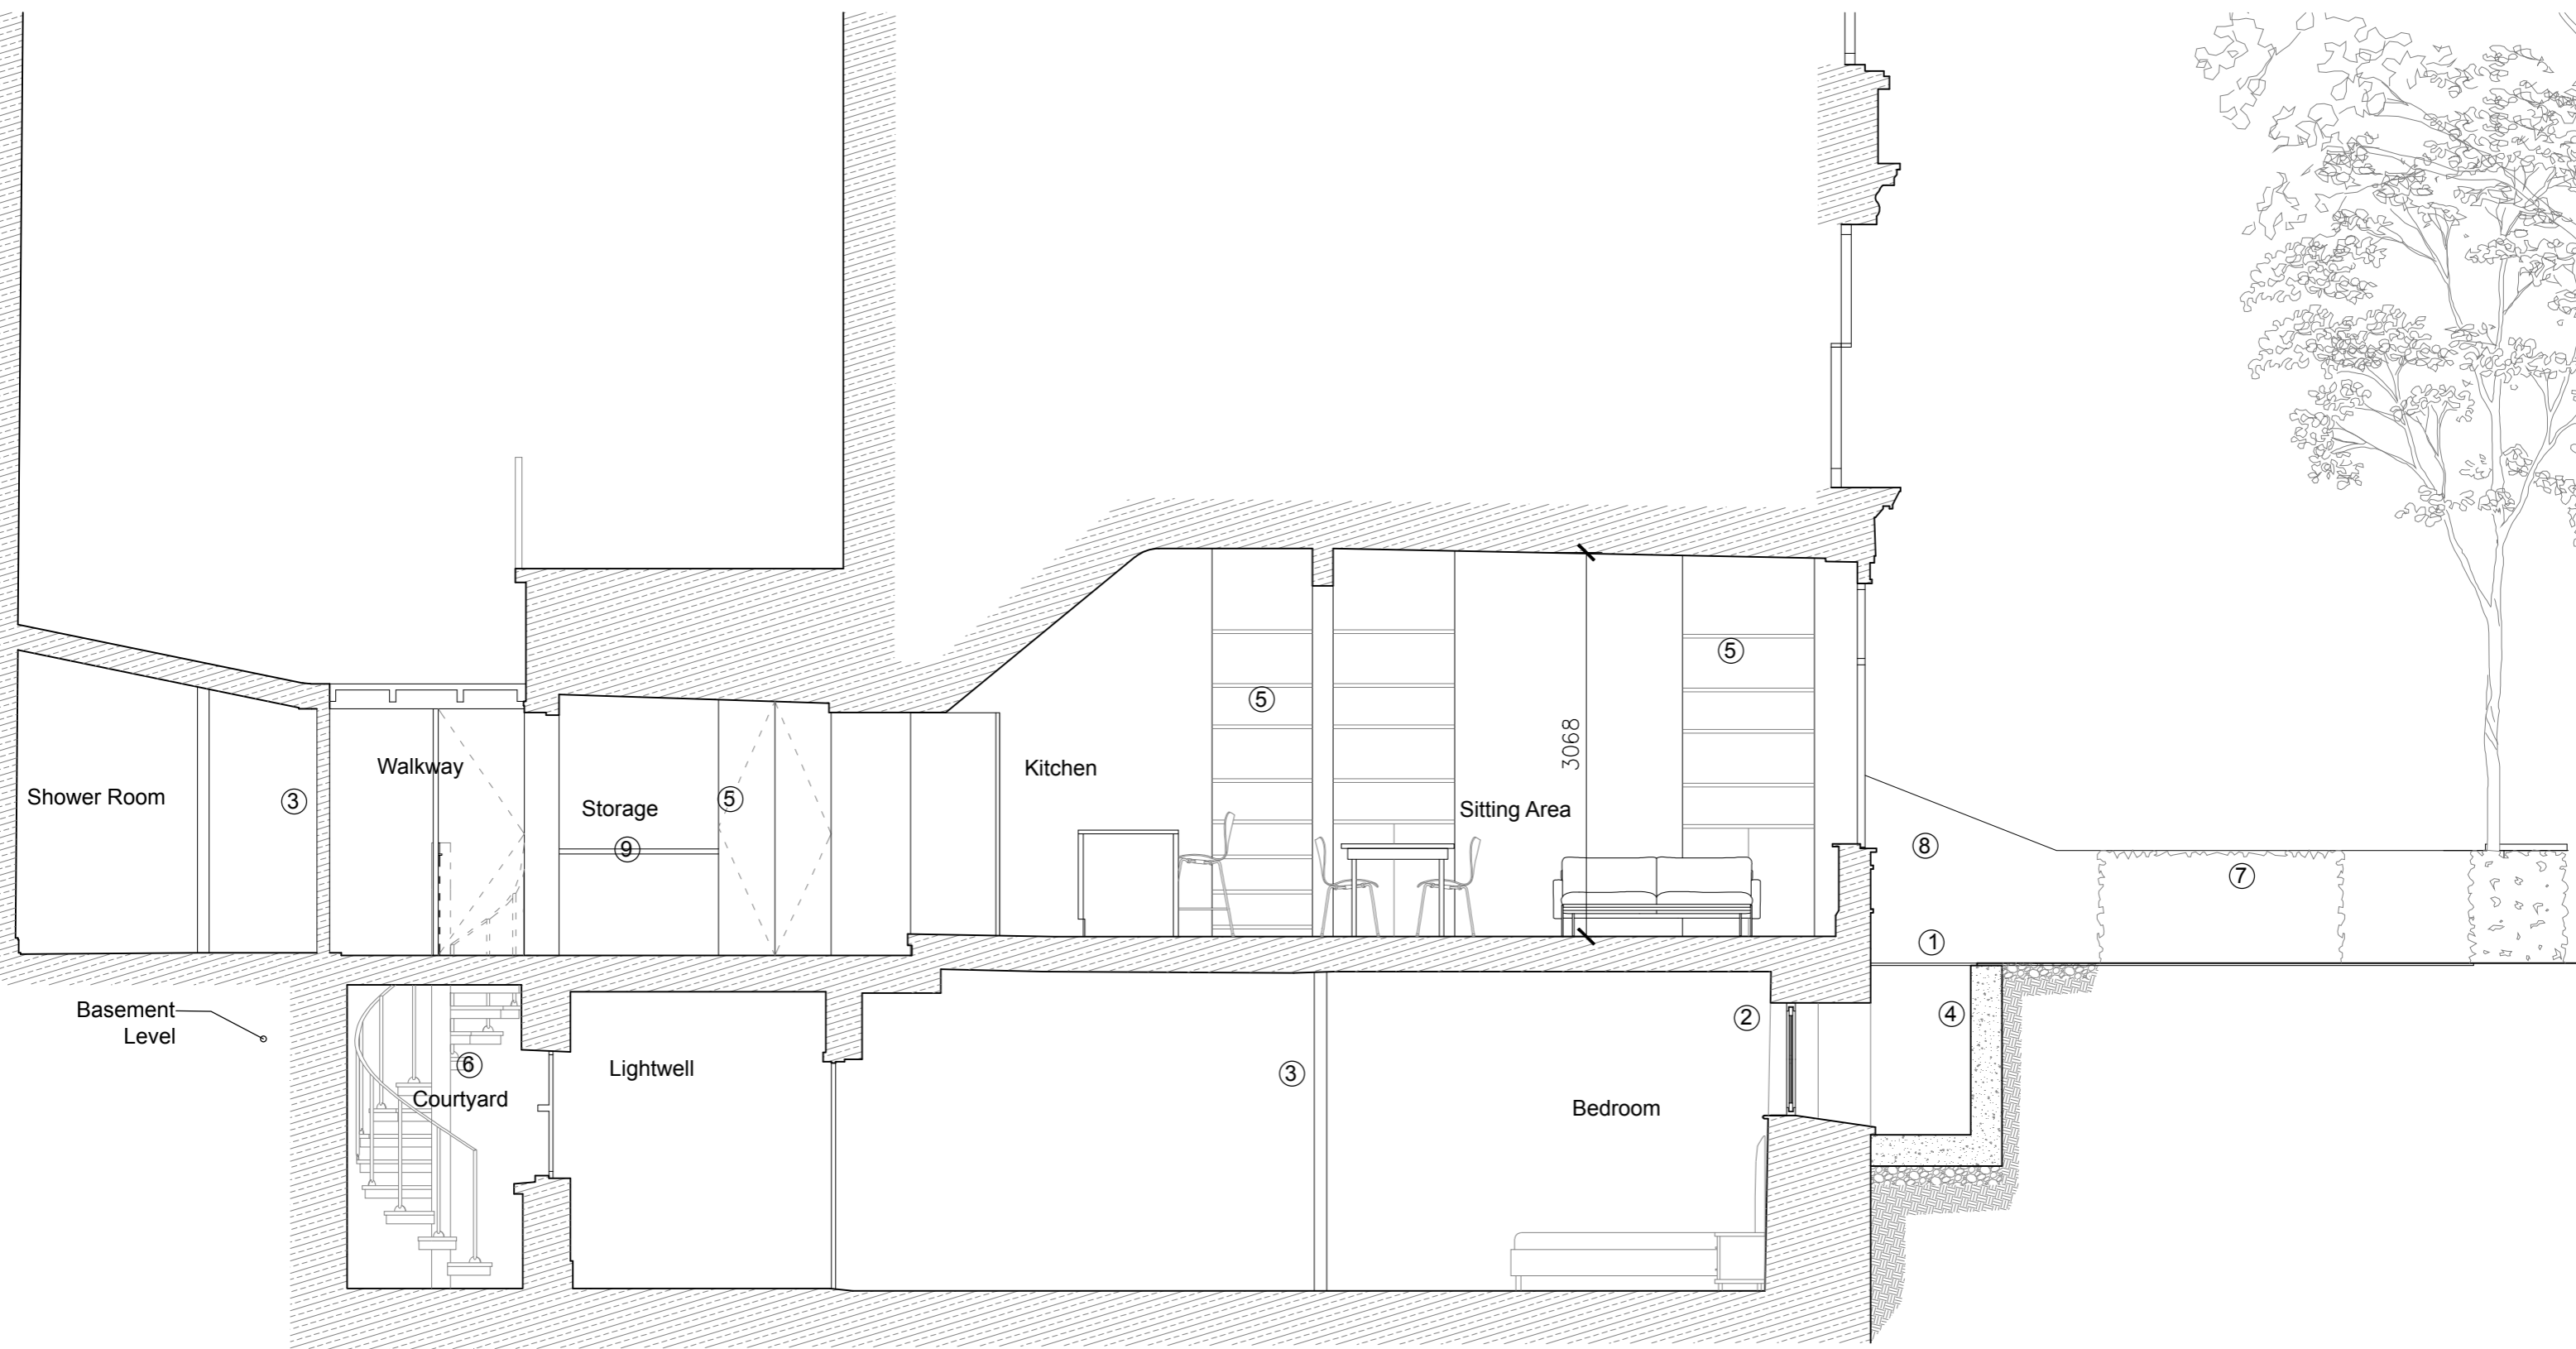 ⑤
⑤
3068
Walkway
Kitchen
Shower Room
③
⑤
Storage
Sitting Area
⑨
⑧
⑦
①
Basement
Level
④
②
⑥
Lightwell
③
Courtyard
Bedroom